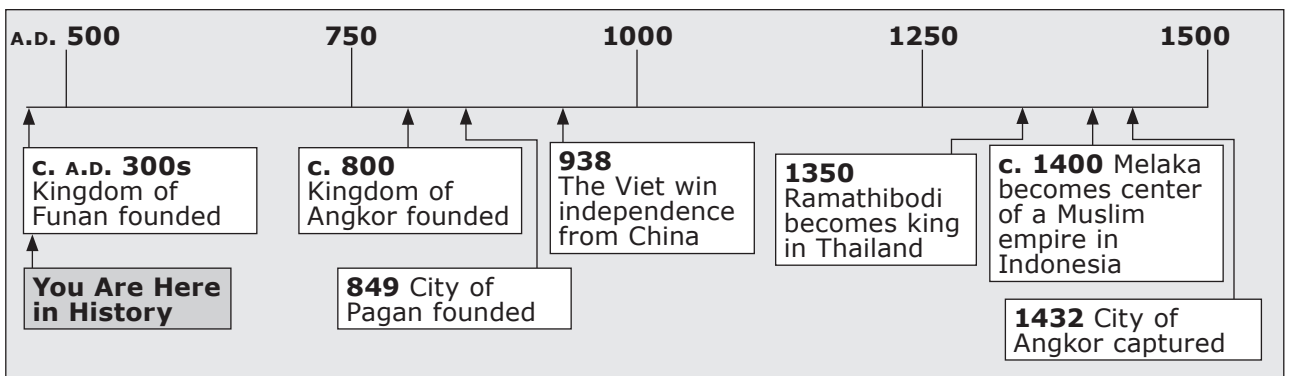 A.D. 500 750 1000 1250 1500
c. A.D. 300s
Kingdom of
Funan founded
You Are Here
in History
c. 800
Kingdom of
Angkor founded
849 City of
Pagan founded
938
The Viet win
independence
from China
1350
Ramathibodi
becomes king
in Thailand
c. 1400 Melaka
becomes center
of a Muslim
empire in
Indonesia
1432 City of
Angkor captured